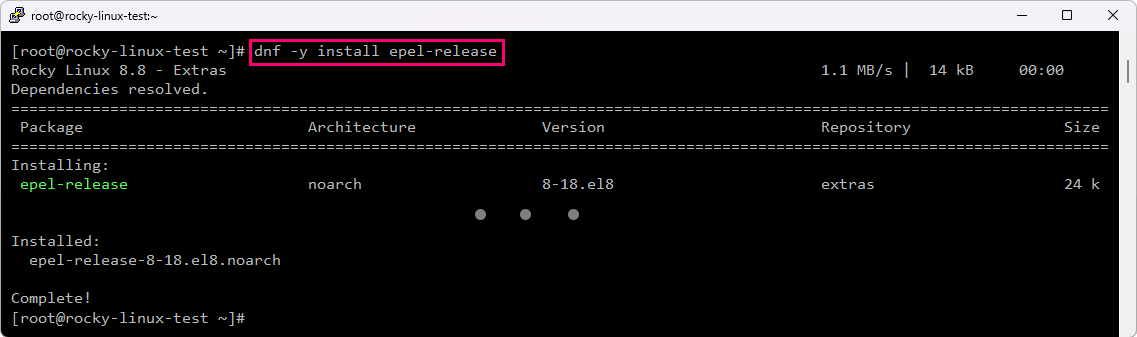 root@rocky-linux-test:~
[root@rocky-linux-test ~]# dnf -y install epel-release
Rocky Linux 8.8 - Extras 1.1 MB/s | 14 kB 00:00
Dependencies resolved.
================================================================================
Package Architecture Version Repository Size
================================================================================
Installing:
epel-release noarch 8-18.el8 extras 24 k
Installed:
epel-release-8-18.el8.noarch
Complete!
[root@rocky-linux-test ~]#